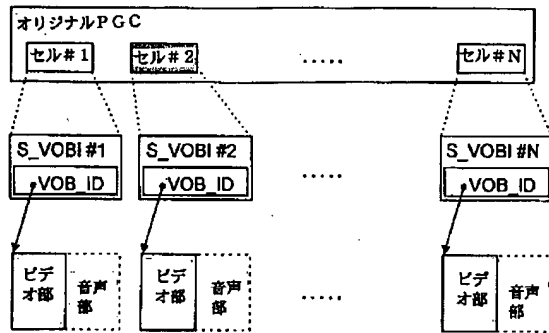 オリジナルPGC
セル#1 セル#2 ..... セル#N
S_VOBI #1 S_VOBI #2 S_VOBI #N
VOB_ID VOB_ID ..... VOB_ID
ビデ
オ部
音声
部
ビデ
オ部
音声
部
.....
ビデ
オ部
音声
部